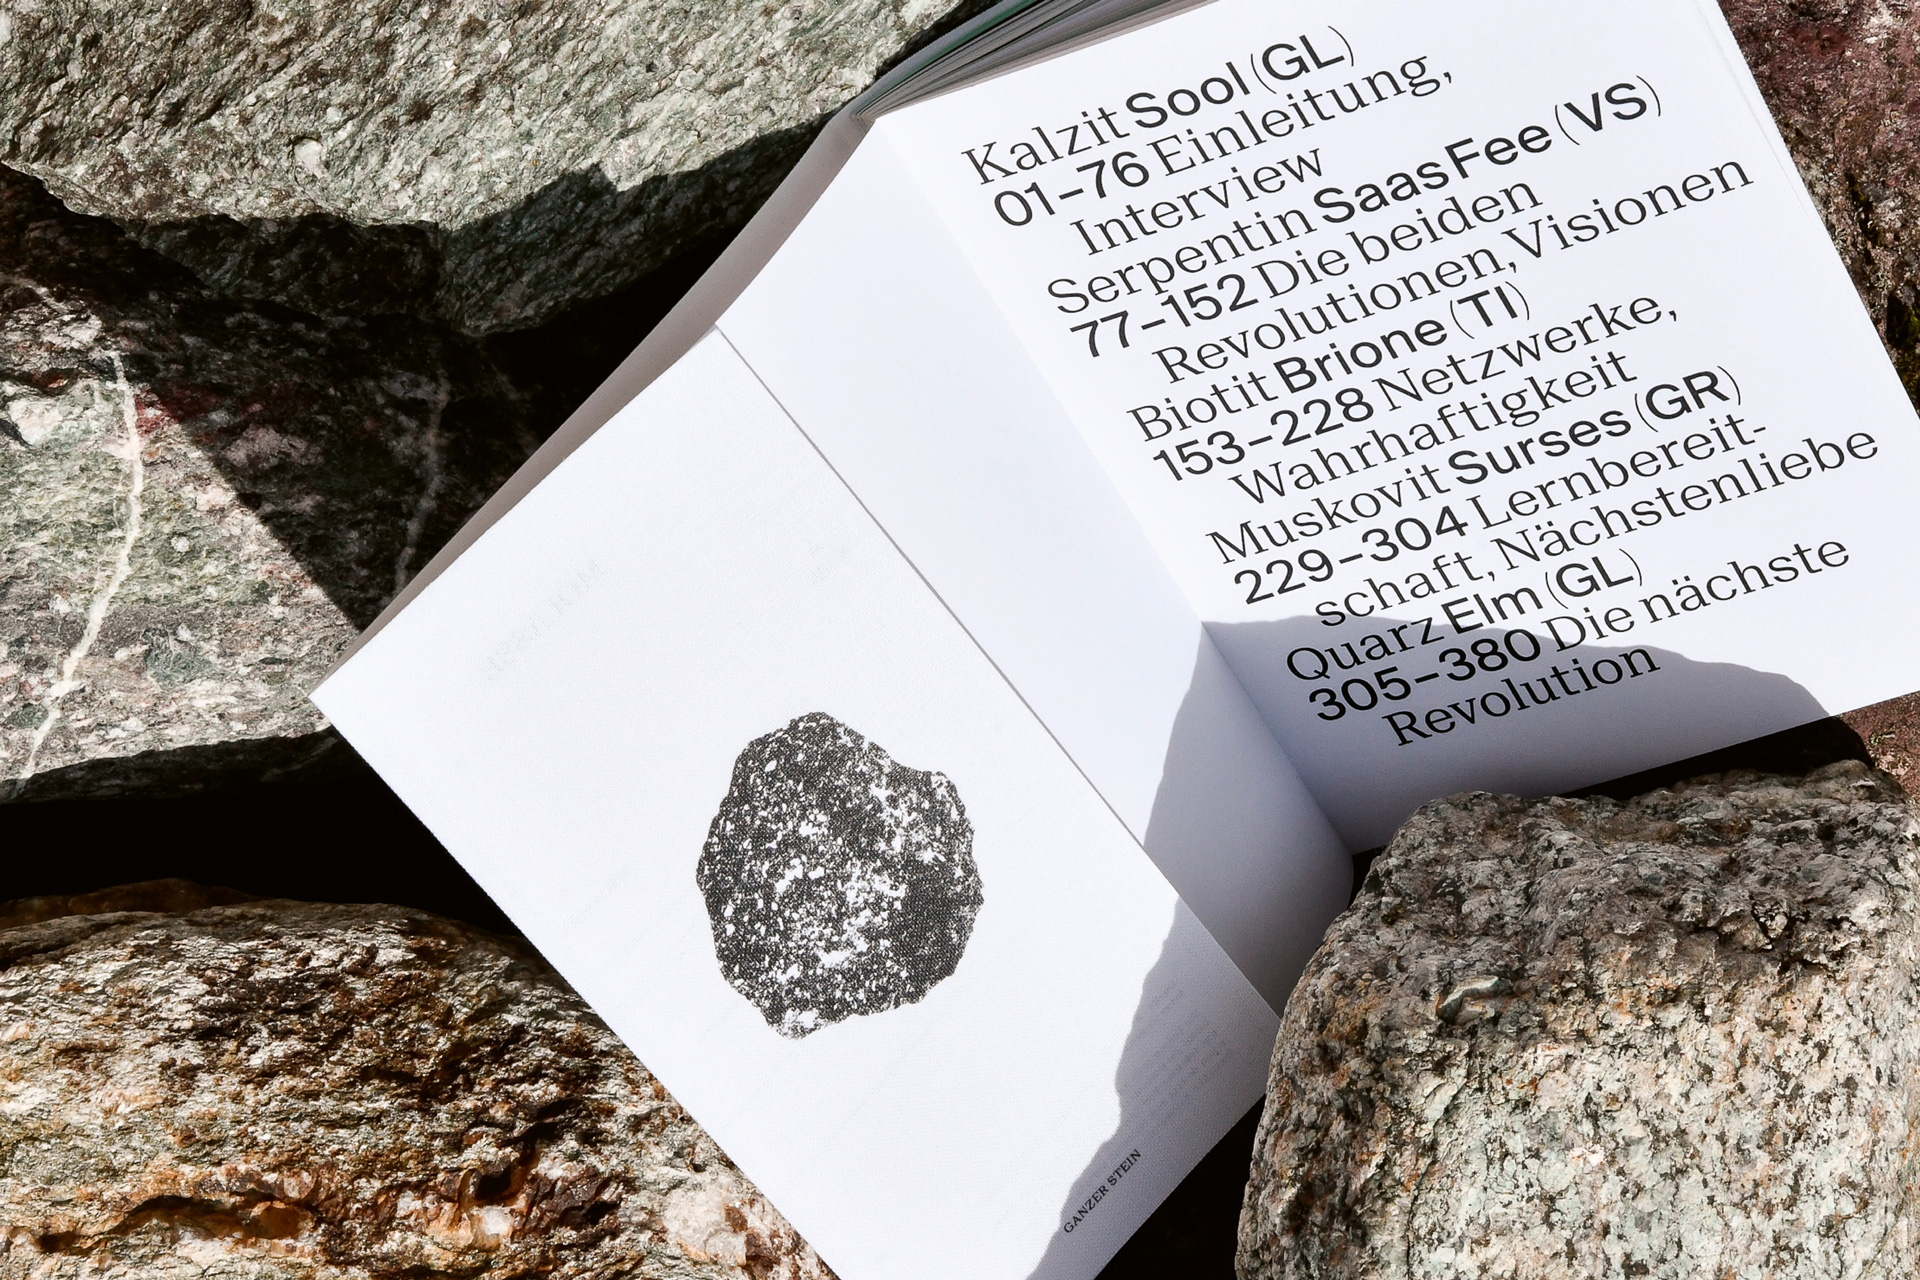 Kalzit Sool (GL)
01–76 Einleitung,
Interview
Serpentin Saas Fee (VS)
77–152 Die beiden
Revolutionen, Visionen
Biotit Brione (TI)
153–228 Netzwerke,
Wahrhaftigkeit
Muskovit Surses (GR)
229–304 Lernbereit-
schaft, Nächstenliebe
Quarz Elm (GL)
305–380 Die nächste
Revolution
GANZER STEIN